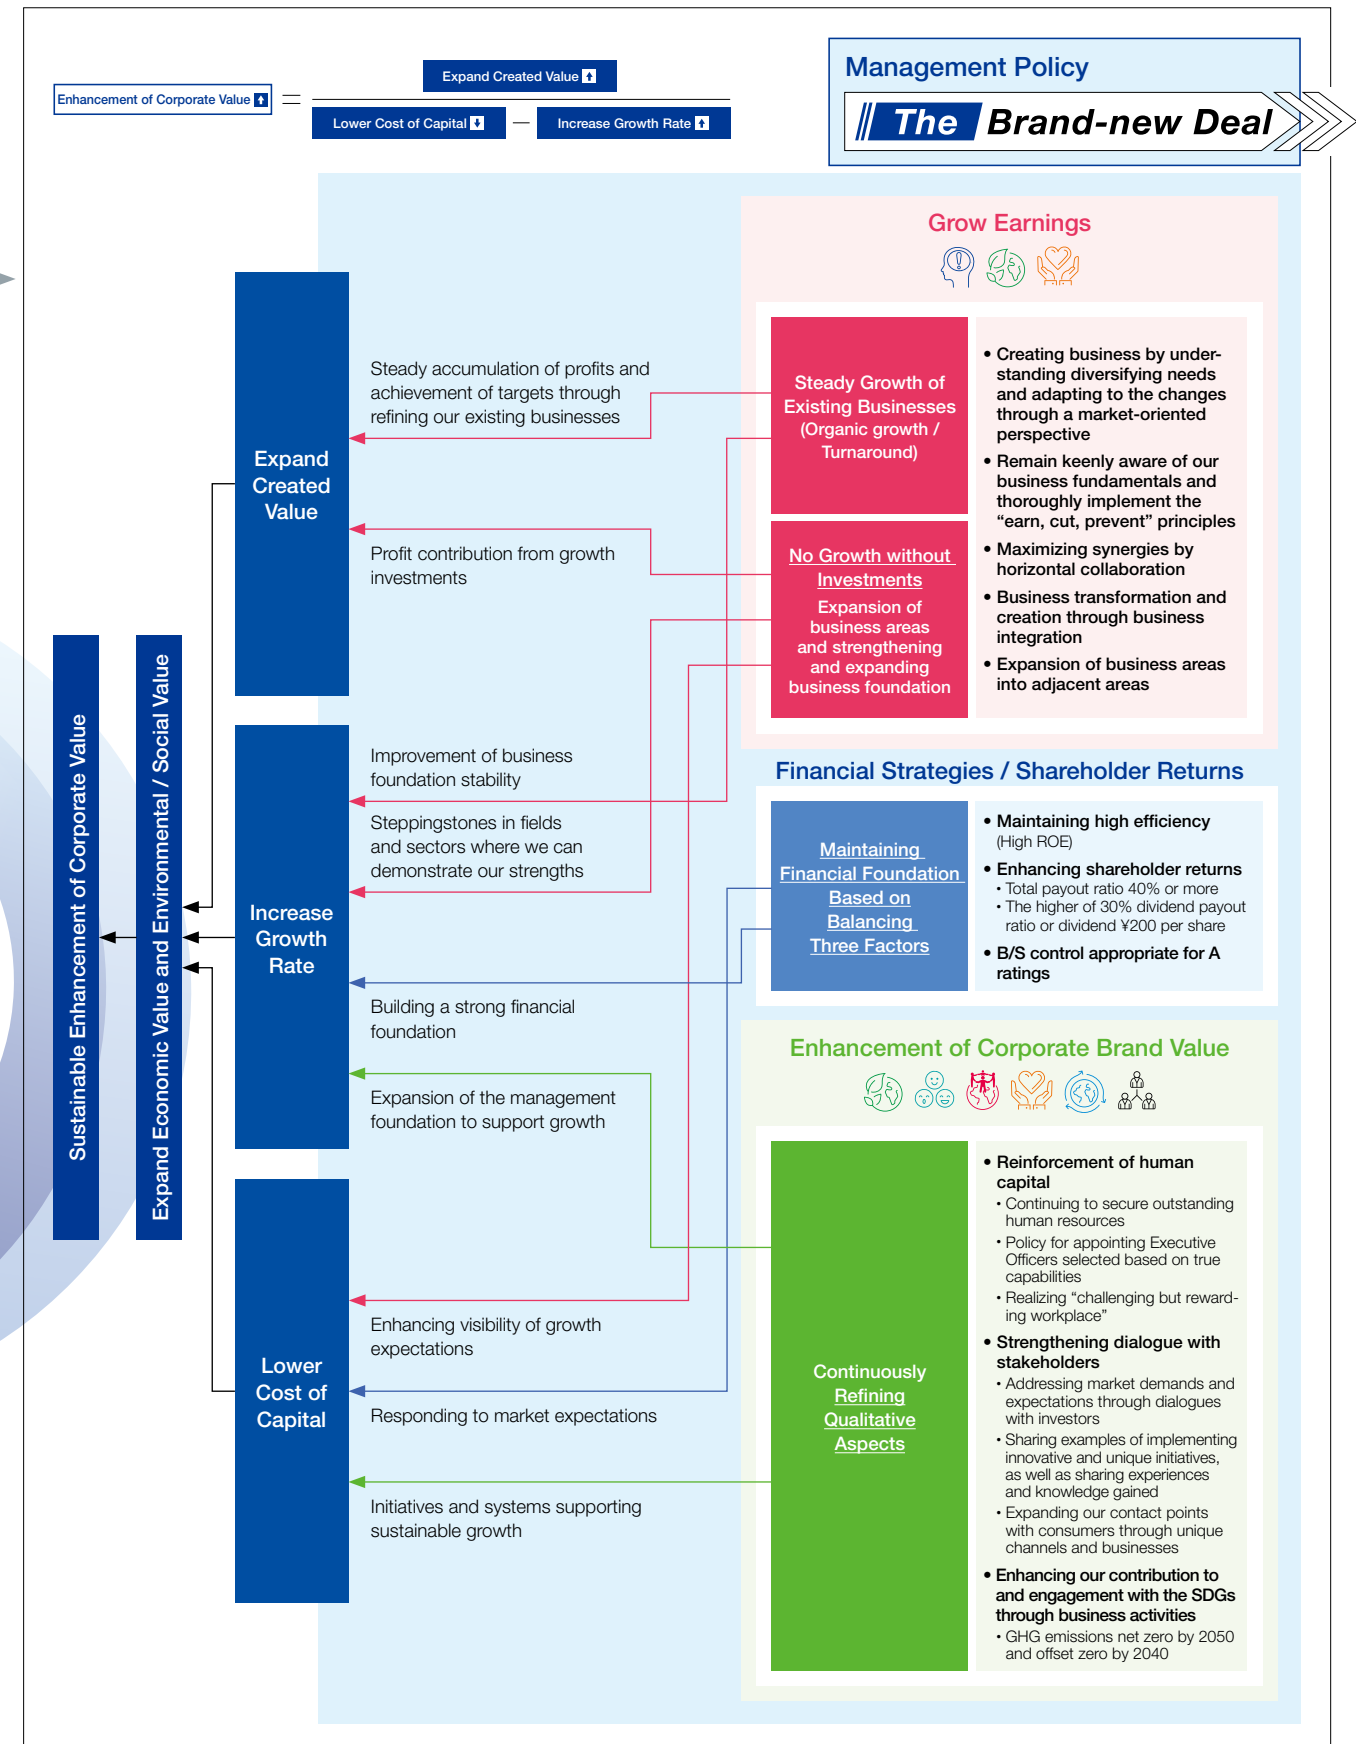 Enhancement of Corporate Value
Expand Created Value
Lower Cost of Capital — Increase Growth Rate
Management Policy
The Brand-new Deal
Sustainable Enhancement of Corporate Value
Expand Economic Value and Environmental / Social Value
Expand
Created
Value
Increase
Growth
Rate
Lower
Cost of
Capital
Steady accumulation of profits and
achievement of targets through
refining our existing businesses
Profit contribution from growth
investments
Improvement of business
foundation stability
Steppingstones in fields
and sectors where we can
demonstrate our strengths
Building a strong financial
foundation
Expansion of the management
foundation to support growth
Enhancing visibility of growth
expectations
Responding to market expectations
Initiatives and systems supporting
sustainable growth
Grow Earnings
Steady Growth of
Existing Businesses
(Organic growth /
Turnaround)
No Growth without
Investments
Expansion of
business areas
and strengthening
and expanding
business foundation
• Creating business by under-
standing diversifying needs
and adapting to the changes
through a market-oriented
perspective
• Remain keenly aware of our
business fundamentals and
thoroughly implement the
“earn, cut, prevent” principles
• Maximizing synergies by
horizontal collaboration
• Business transformation and
creation through business
integration
• Expansion of business areas
into adjacent areas
Financial Strategies / Shareholder Returns
Maintaining
Financial Foundation
Based on
Balancing
Three Factors
• Maintaining high efficiency
(High ROE)
• Enhancing shareholder returns
• Total payout ratio 40% or more
• The higher of 30% dividend payout
ratio or dividend ¥200 per share
• B/S control appropriate for A
ratings
Enhancement of Corporate Brand Value
Continuously
Refining
Qualitative
Aspects
• Reinforcement of human
capital
• Continuing to secure outstanding
human resources
• Policy for appointing Executive
Officers selected based on true
capabilities
• Realizing “challenging but reward-
ing workplace”
• Strengthening dialogue with
stakeholders
• Addressing market demands and
expectations through dialogues
with investors
• Sharing examples of implementing
innovative and unique initiatives,
as well as sharing experiences
and knowledge gained
• Expanding our contact points
with consumers through unique
channels and businesses
• Enhancing our contribution to
and engagement with the SDGs
through business activities
• GHG emissions net zero by 2050
and offset zero by 2040